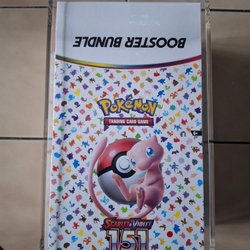 BOOSTER BUNDLE
POKéMON
TRADING CARD GAME
SCARLET & VIOLET
151